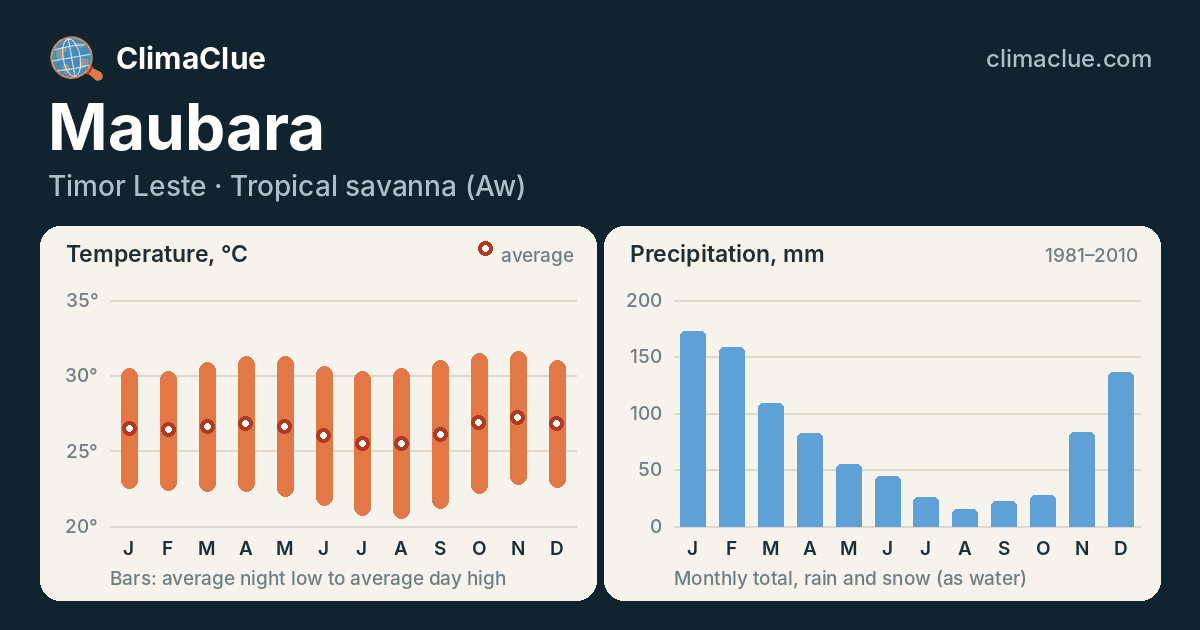 ClimaClue
climaclue.com
Maubara
Timor Leste · Tropical savanna (Aw)
Temperature, °C
average
35°
30°
25°
20°
J F M A M J J A S O N D
Bars: average night low to average day high
Precipitation, mm
1981–2010
200
150
100
50
0
J F M A M J J A S O N D
Monthly total, rain and snow (as water)